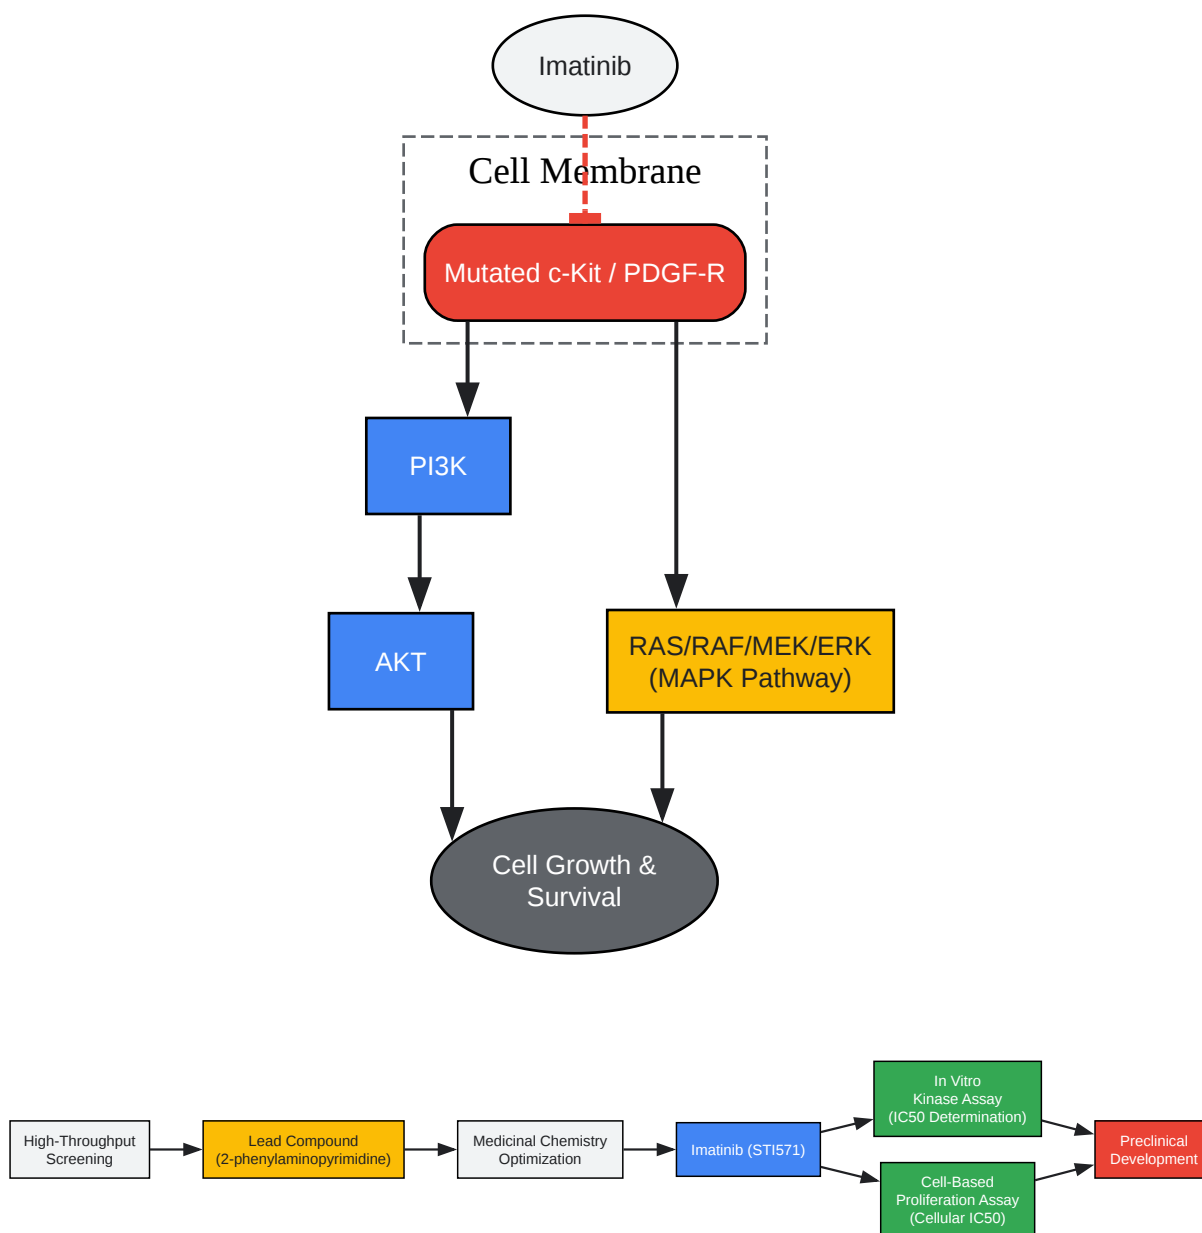 Imatinib
Cell Membrane
Mutated c-Kit / PDGF-R
PI3K
AKT
RAS/RAF/MEK/ERK
(MAPK Pathway)
Cell Growth &
Survival
High-Throughput
Screening
Lead Compound
(2-phenylaminopyrimidine)
Medicinal Chemistry
Optimization
Imatinib (STI571)
In Vitro
Kinase Assay
(IC50 Determination)
Cell-Based
Proliferation Assay
(Cellular IC50)
Preclinical
Development